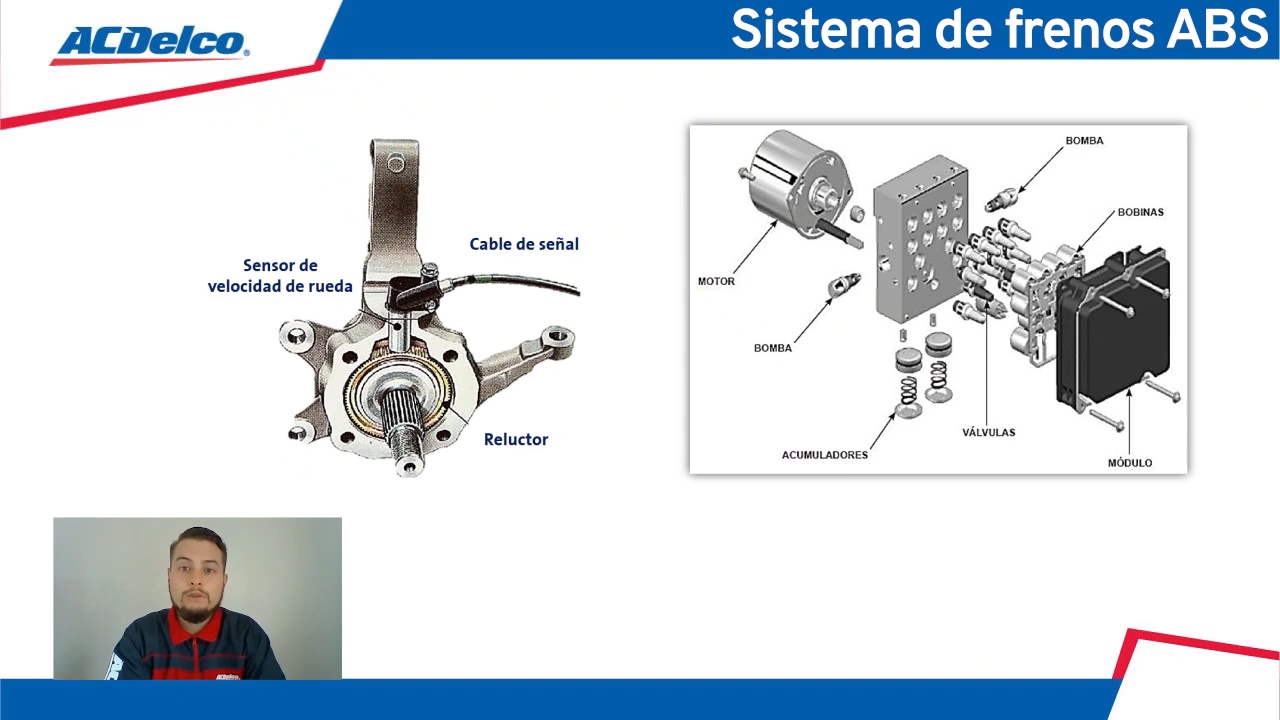 ACDelco®
Sistema de frenos ABS
Cable de señal
Sensor de
velocidad de rueda
Reluctor
BOMBA
BOBINAS
MOTOR
BOMBA
VÁLVULAS
ACUMULADORES
MÓDULO
ACDelco